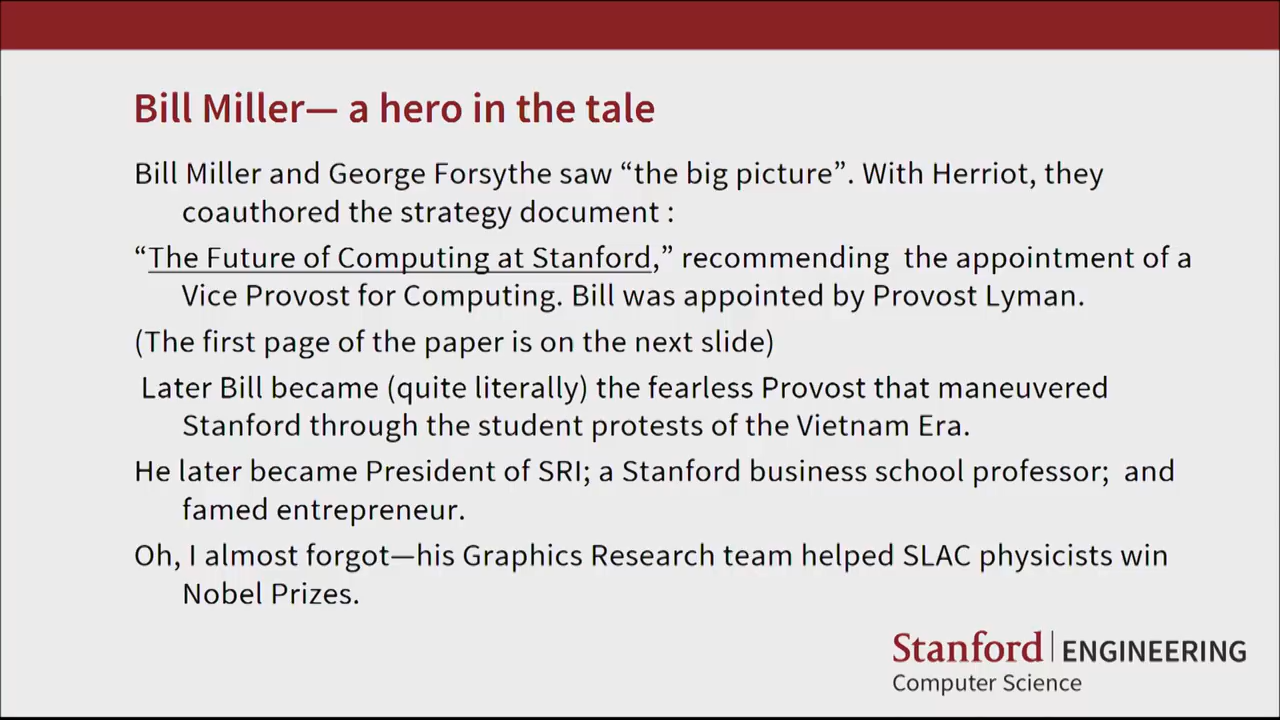 Bill Miller— a hero in the tale
Bill Miller and George Forsythe saw “the big picture”. With Herriot, they
coauthored the strategy document :
“The Future of Computing at Stanford,” recommending  the appointment of a
Vice Provost for Computing. Bill was appointed by Provost Lyman.
(The first page of the paper is on the next slide)
Later Bill became (quite literally) the fearless Provost that maneuvered
Stanford through the student protests of the Vietnam Era.
He later became President of SRI; a Stanford business school professor;  and
famed entrepreneur.
Oh, I almost forgot—his Graphics Research team helped SLAC physicists win
Nobel Prizes.
Stanford | ENGINEERING
Computer Science